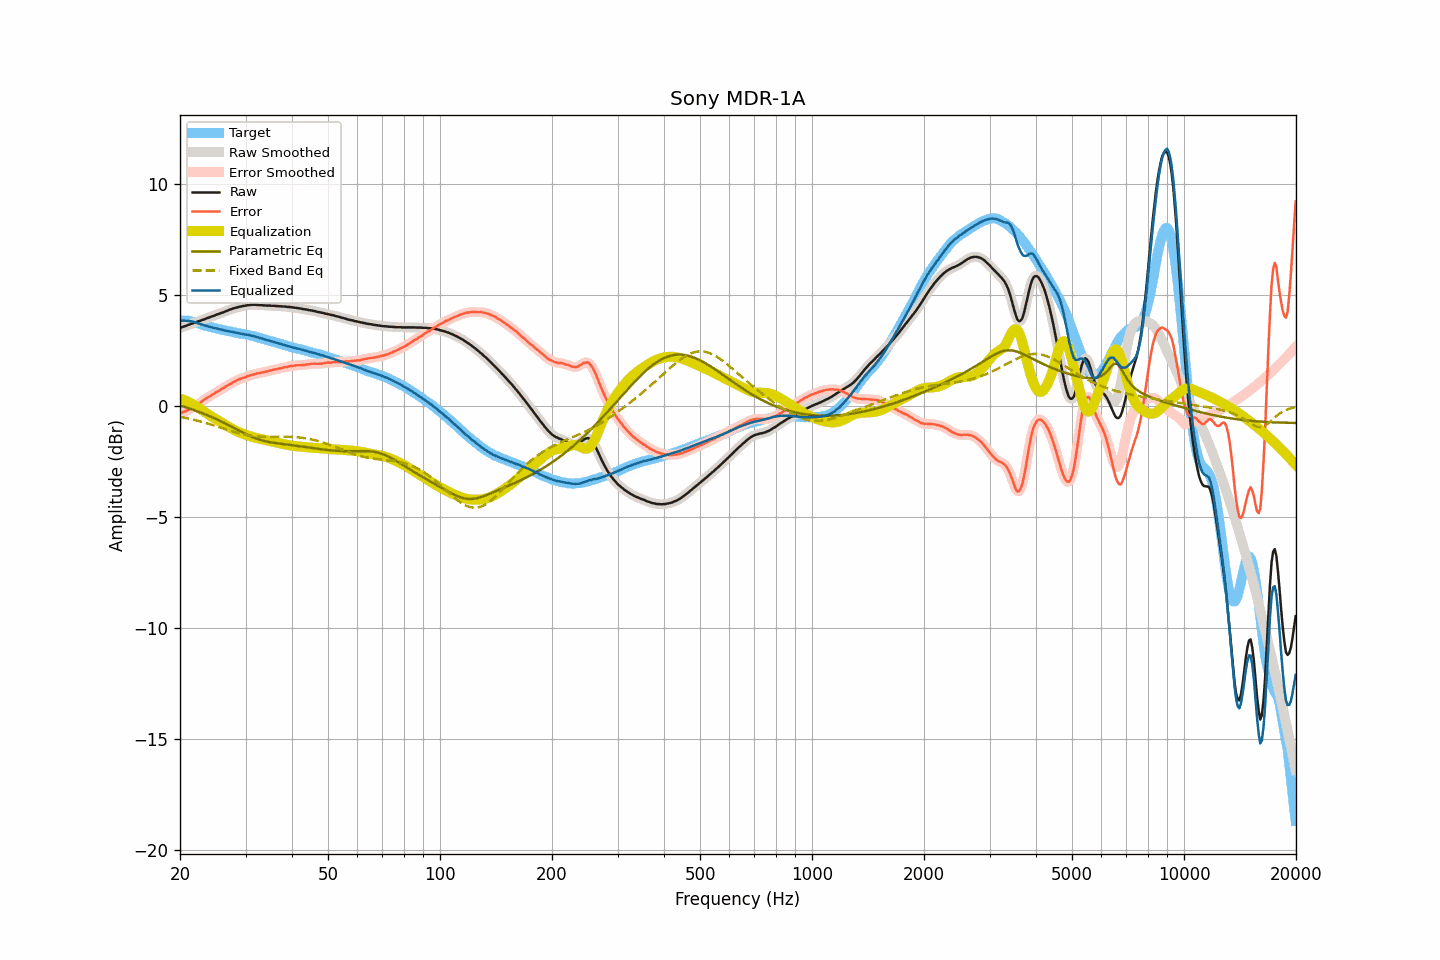 Sony MDR-1A
Target
Raw Smoothed
Error Smoothed
Raw
Error
Equalization
Parametric Eq
Fixed Band Eq
Equalized
10
5
0
−5
−10
−15
−20
Amplitude (dBr)
20 50 100 200 500 1000 2000 5000 10000 20000
Frequency (Hz)